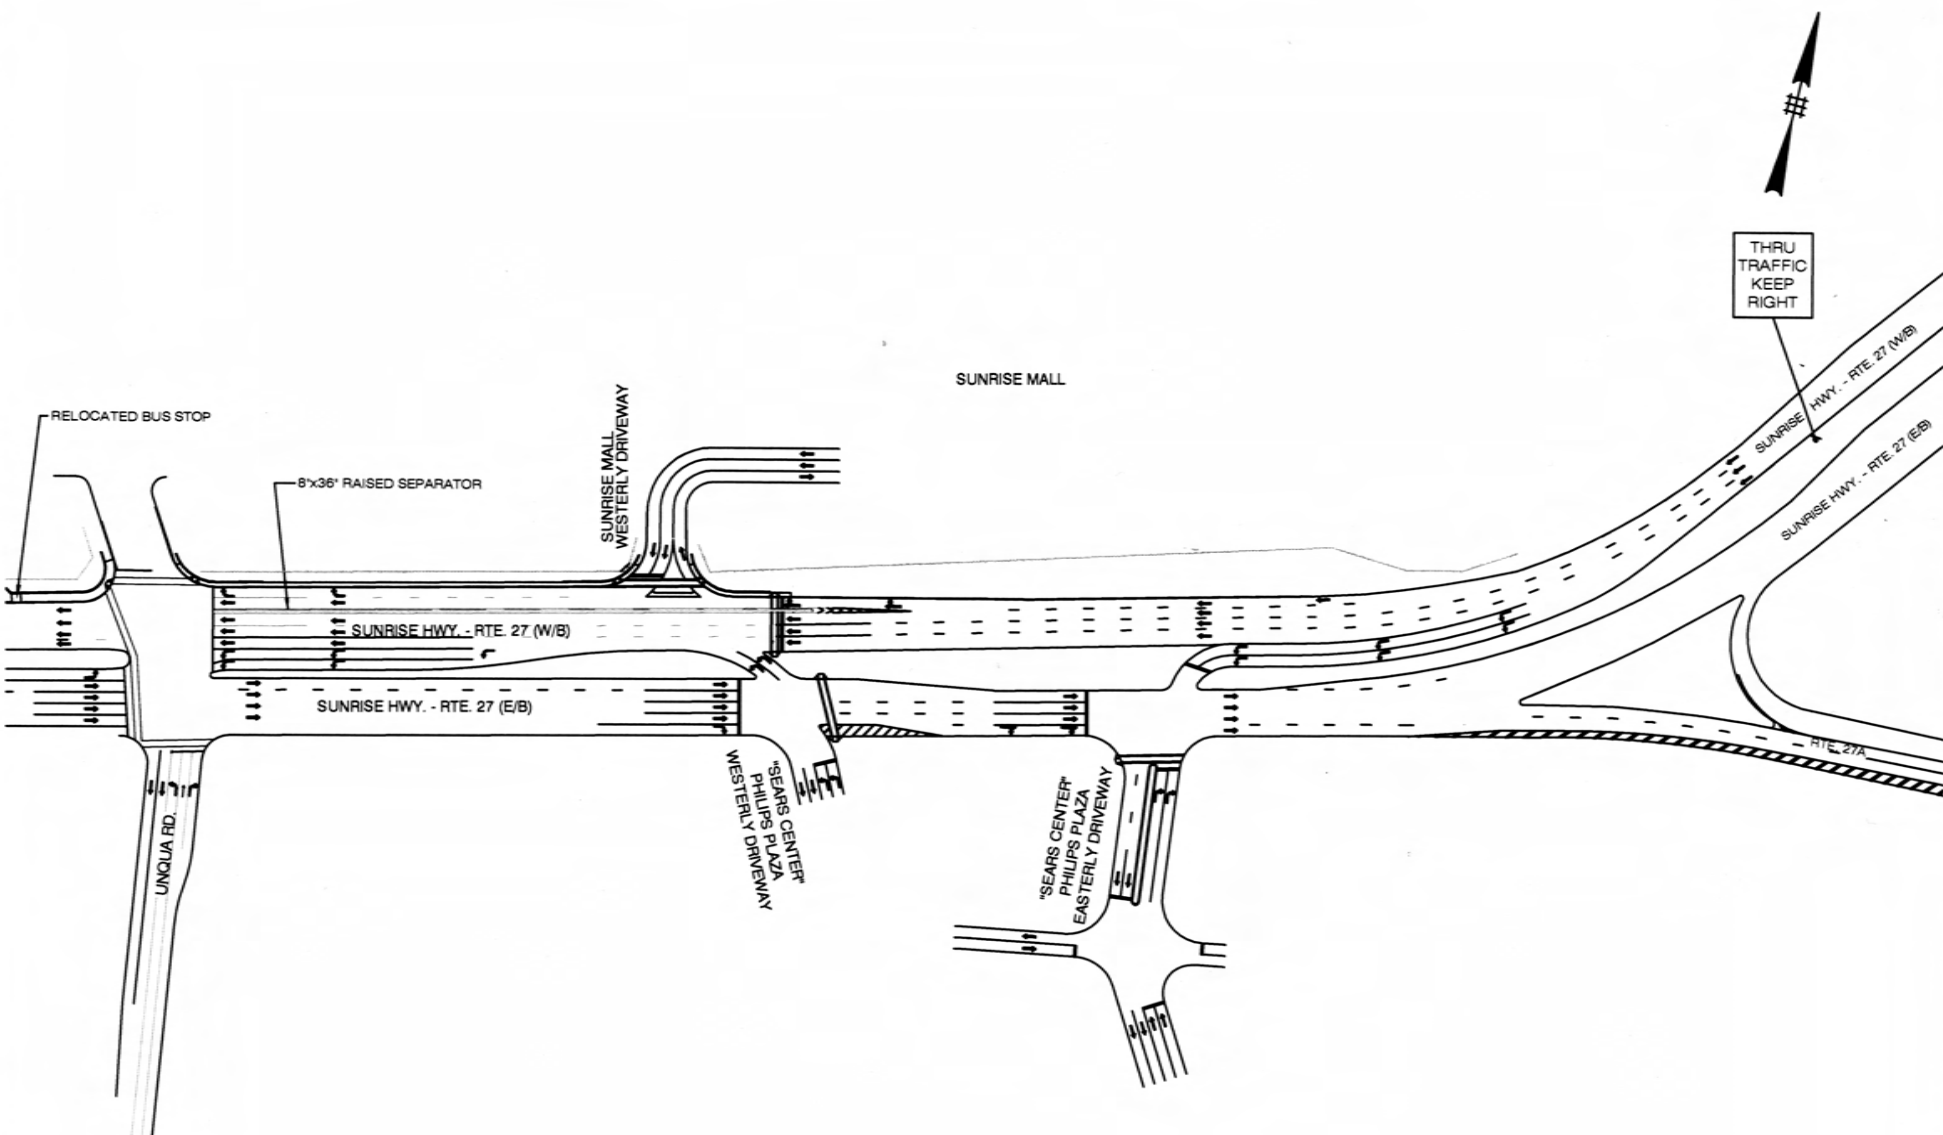 THRU
TRAFFIC
KEEP
RIGHT
SUNRISE HWY. - RTE. 27 (W/B)
SUNRISE HWY. - RTE. 27 (E/B)
SUNRISE MALL
RELOCATED BUS STOP
8"x36" RAISED SEPARATOR
SUNRISE MALL
WESTERLY DRIVEWAY
SUNRISE HWY. - RTE. 27 (W/B)
SUNRISE HWY. - RTE. 27 (E/B)
RTE. 27A
UNQUA RD.
"SEARS CENTER"
PHILIPS PLAZA
WESTERLY DRIVEWAY
"SEARS CENTER"
PHILIPS PLAZA
EASTERLY DRIVEWAY